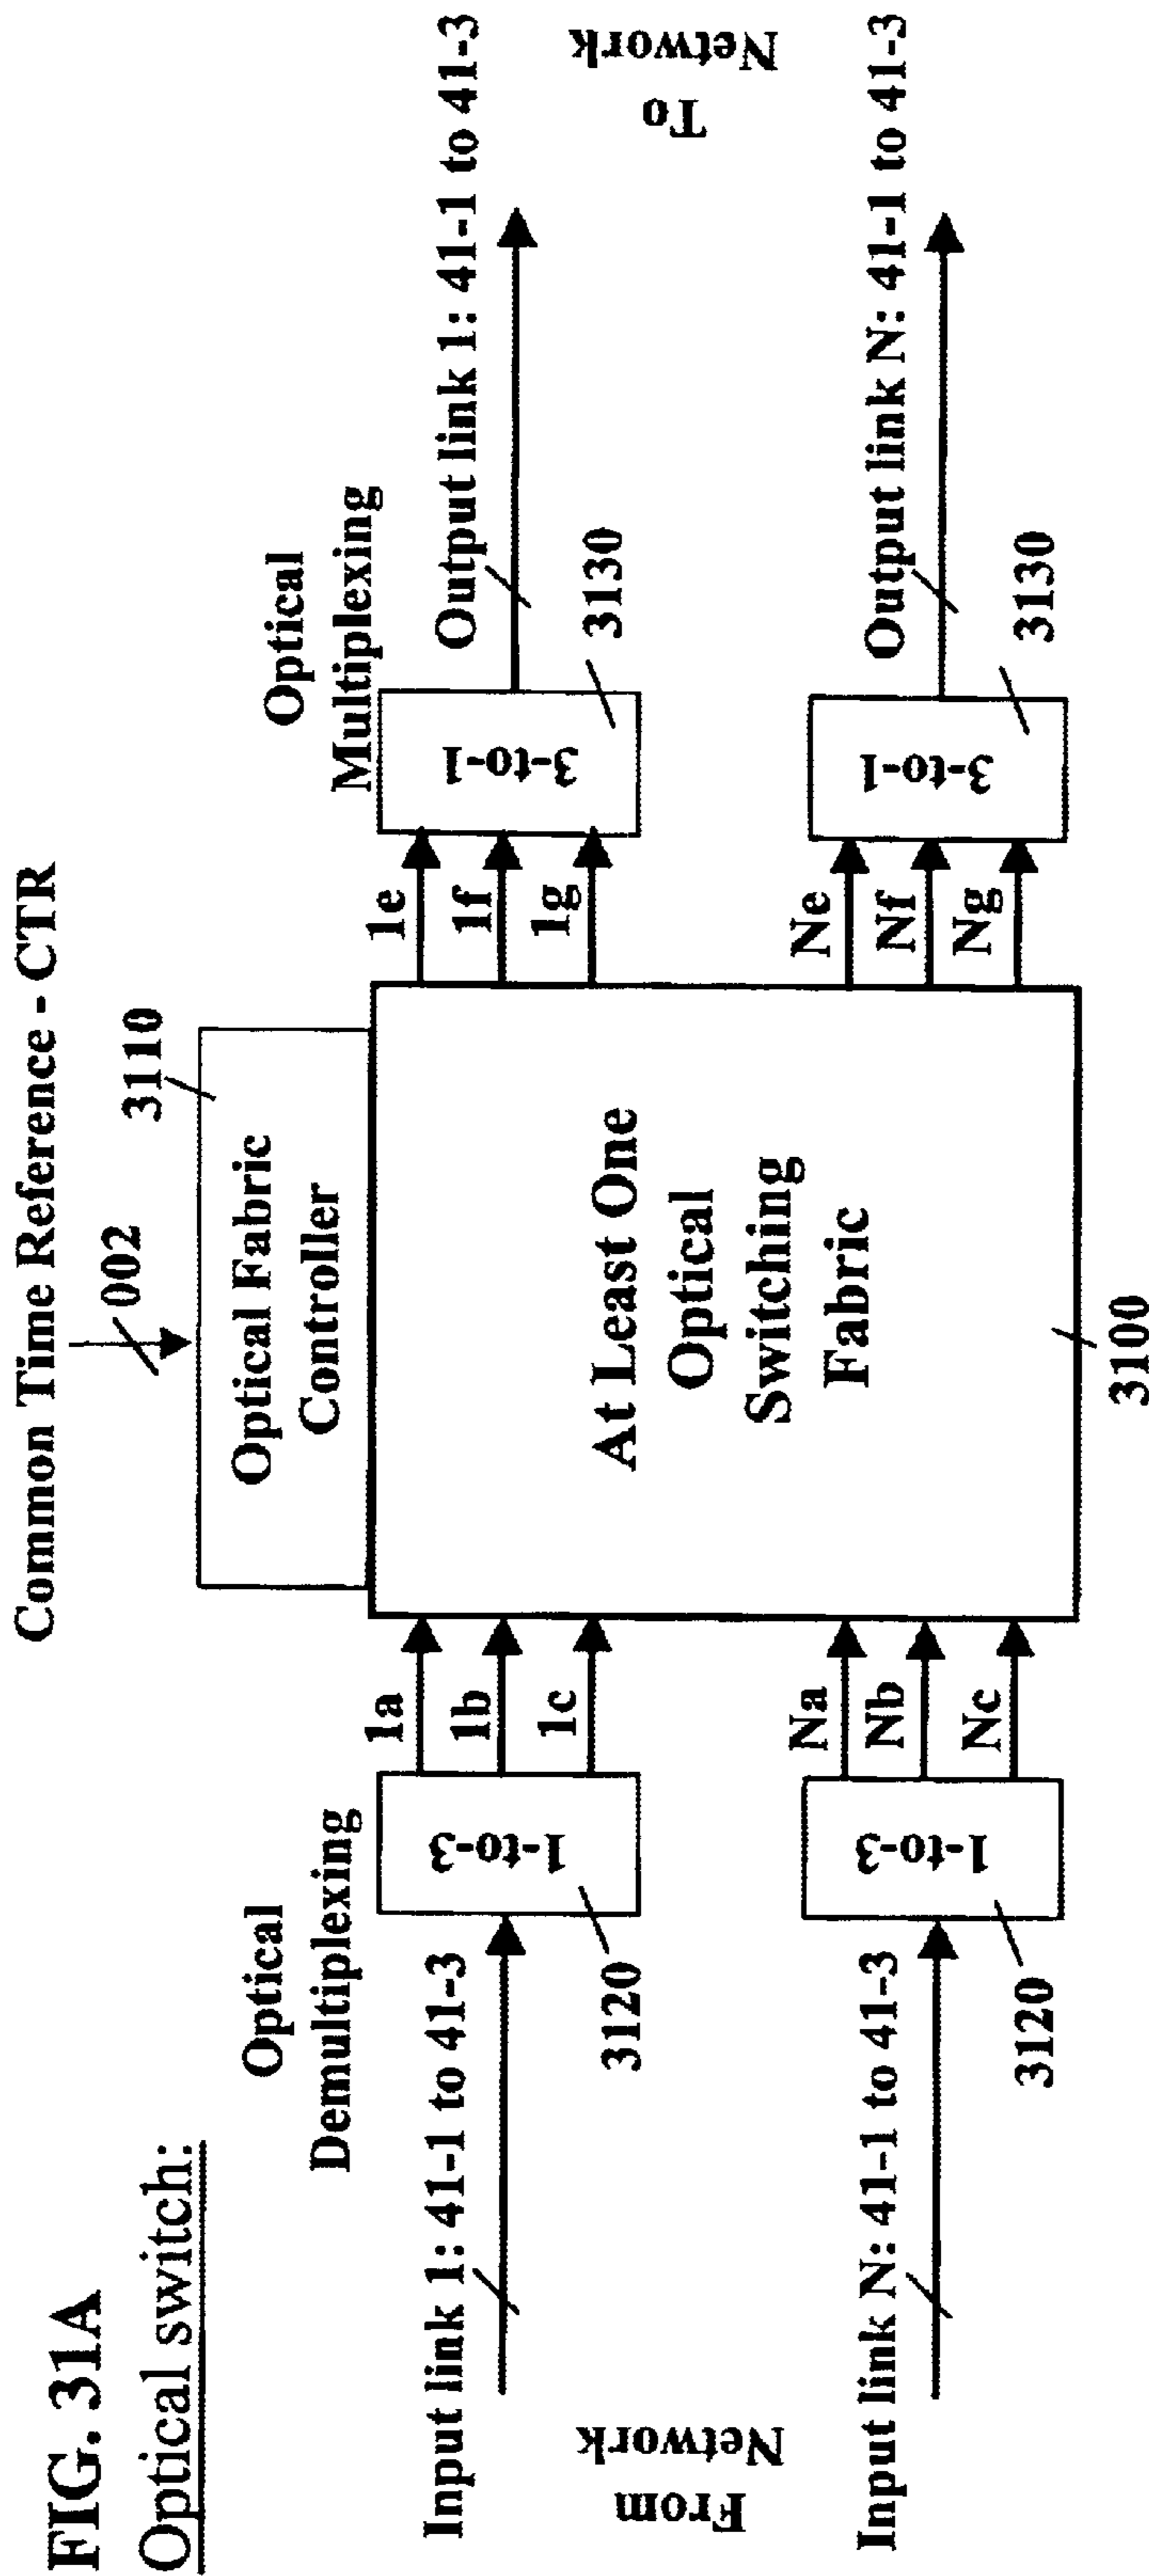 FIG. 31A
Optical switch:
Common Time Reference - CTR
002
3110
Optical Fabric
Controller
Optical
Demultiplexing
Optical
Multiplexing
Input link 1: 41-1 to 41-3
1-to-3
3120
1a
1b
1c
At Least One
Optical
Switching
Fabric
3100
1e
1f
1g
3-to-1
3130
Output link 1: 41-1 to 41-3
From
Network
To
Network
Input link N: 41-1 to 41-3
1-to-3
3120
Na
Nb
Nc
Ne
Nf
Ng
3-to-1
3130
Output link N: 41-1 to 41-3